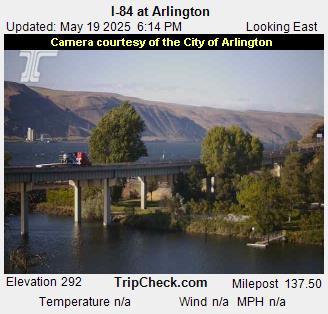 I-84 at Arlington
Updated: May 19 2025 6:14 PM Looking East
Camera courtesy of the City of Arlington
Elevation 292 TripCheck.com Milepost 137.50
Temperature n/a Wind n/a MPH n/a